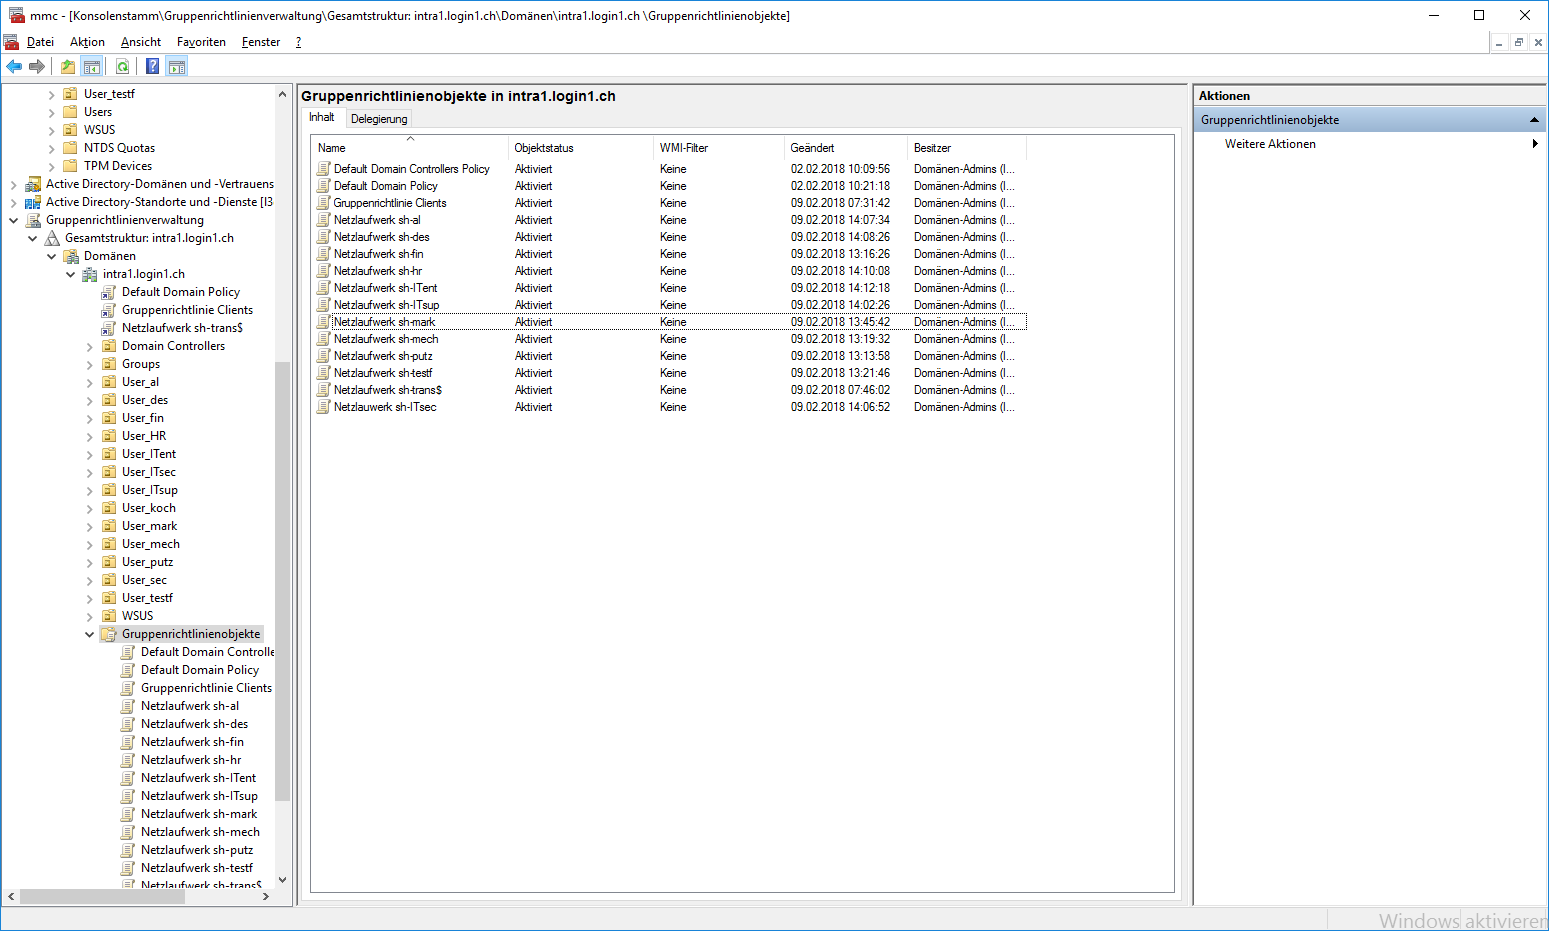 mmc - [Konsolenstamm\Gruppenrichtlinienverwaltung\Gesamtstruktur: intra1.login1.ch\Domänen\intra1.login1.ch \Gruppenrichtlinienobjekte]
Datei Aktion Ansicht Favoriten Fenster ?
User_testf
Users
WSUS
NTDS Quotas
TPM Devices
Active Directory-Domänen und -Vertrauens
Active Directory-Standorte und -Dienste [I3
Gruppenrichtlinienverwaltung
Gesamtstruktur: intra1.login1.ch
Domänen
intra1.login1.ch
Default Domain Policy
Gruppenrichtlinie Clients
Netzlaufwerk sh-trans$
Domain Controllers
Groups
User_al
User_des
User_fin
User_HR
User_ITent
User_ITsec
User_ITsup
User_koch
User_mark
User_mech
User_putz
User_sec
User_testf
WSUS
Gruppenrichtlinienobjekte
Default Domain Controlle
Default Domain Policy
Gruppenrichtlinie Clients
Netzlaufwerk sh-al
Netzlaufwerk sh-des
Netzlaufwerk sh-fin
Netzlaufwerk sh-hr
Netzlaufwerk sh-ITent
Netzlaufwerk sh-ITsup
Netzlaufwerk sh-mark
Netzlaufwerk sh-mech
Netzlaufwerk sh-putz
Netzlaufwerk sh-testf
Netzlaufwerk sh-trans$
Gruppenrichtlinienobjekte in intra1.login1.ch
Inhalt Delegierung
Name Objektstatus WMI-Filter Geändert Besitzer
Default Domain Controllers Policy Aktiviert Keine 02.02.2018 10:09:56 Domänen-Admins (I...
Default Domain Policy Aktiviert Keine 02.02.2018 10:21:18 Domänen-Admins (I...
Gruppenrichtlinie Clients Aktiviert Keine 09.02.2018 07:31:42 Domänen-Admins (I...
Netzlaufwerk sh-al Aktiviert Keine 09.02.2018 14:07:34 Domänen-Admins (I...
Netzlaufwerk sh-des Aktiviert Keine 09.02.2018 14:08:26 Domänen-Admins (I...
Netzlaufwerk sh-fin Aktiviert Keine 09.02.2018 13:16:26 Domänen-Admins (I...
Netzlaufwerk sh-hr Aktiviert Keine 09.02.2018 14:10:08 Domänen-Admins (I...
Netzlaufwerk sh-ITent Aktiviert Keine 09.02.2018 14:12:18 Domänen-Admins (I...
Netzlaufwerk sh-ITsup Aktiviert Keine 09.02.2018 14:02:26 Domänen-Admins (I...
Netzlaufwerk sh-mark Aktiviert Keine 09.02.2018 13:45:42 Domänen-Admins (I...
Netzlaufwerk sh-mech Aktiviert Keine 09.02.2018 13:19:32 Domänen-Admins (I...
Netzlaufwerk sh-putz Aktiviert Keine 09.02.2018 13:13:58 Domänen-Admins (I...
Netzlaufwerk sh-testf Aktiviert Keine 09.02.2018 13:21:46 Domänen-Admins (I...
Netzlaufwerk sh-trans$ Aktiviert Keine 09.02.2018 07:46:02 Domänen-Admins (I...
Netzlauwerk sh-ITsec Aktiviert Keine 09.02.2018 14:06:52 Domänen-Admins (I...
Aktionen
Gruppenrichtlinienobjekte
Weitere Aktionen
Windows aktivieren